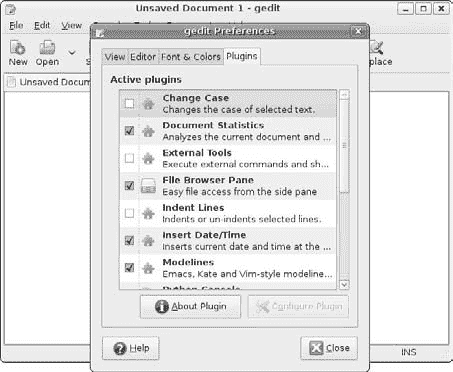 Unsaved Document 1 - gedit
File Edit View
gedit Preferences
New Open place
Unsaved Docum
View Editor Font & Colors Plugins
Active plugins
Change Case
Changes the case of selected text.
Document Statistics
Analyzes the current document and ...
External Tools
Execute external commands and sh...
File Browser Pane
Easy file access from the side pane
Indent Lines
Indents or un-indents selected lines.
Insert Date/Time
Inserts current date and time at the ...
Modelines
Emacs, Kate and Vim-style modeline...
Python Console
About Plugin Configure Plugin
Help Close
INS